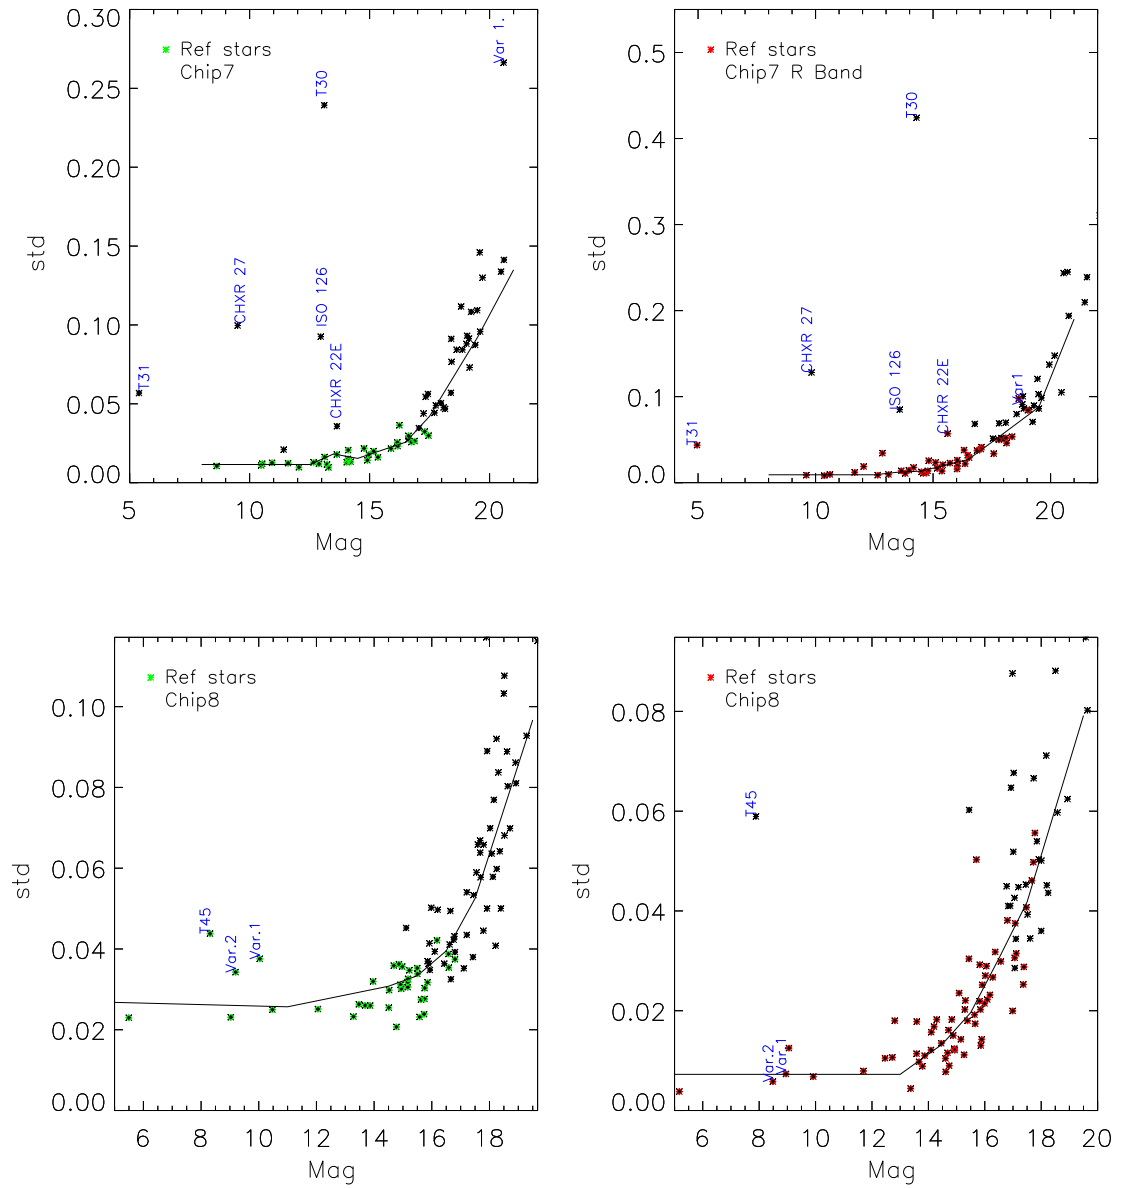 0.30
0.25
0.20
0.15
0.10
0.05
0.00
std
Ref stars
Chip7
Var 1.
T30
CHXR 27
ISO 126
CHXR 22E
T31
5 10 15 20
Mag
0.5
0.4
0.3
0.2
0.1
0.0
std
Ref stars
Chip7 R Band
T30
CHXR 27
ISO 126
CHXR 22E
Var1
T31
5 10 15 20
Mag
0.10
0.08
0.06
0.04
0.02
0.00
std
Ref stars
Chip8
T45
Var.2
Var.1
6 8 10 12 14 16 18
Mag
0.08
0.06
0.04
0.02
0.00
std
Ref stars
Chip8
T45
Var.2
Var.1
6 8 10 12 14 16 18 20
Mag